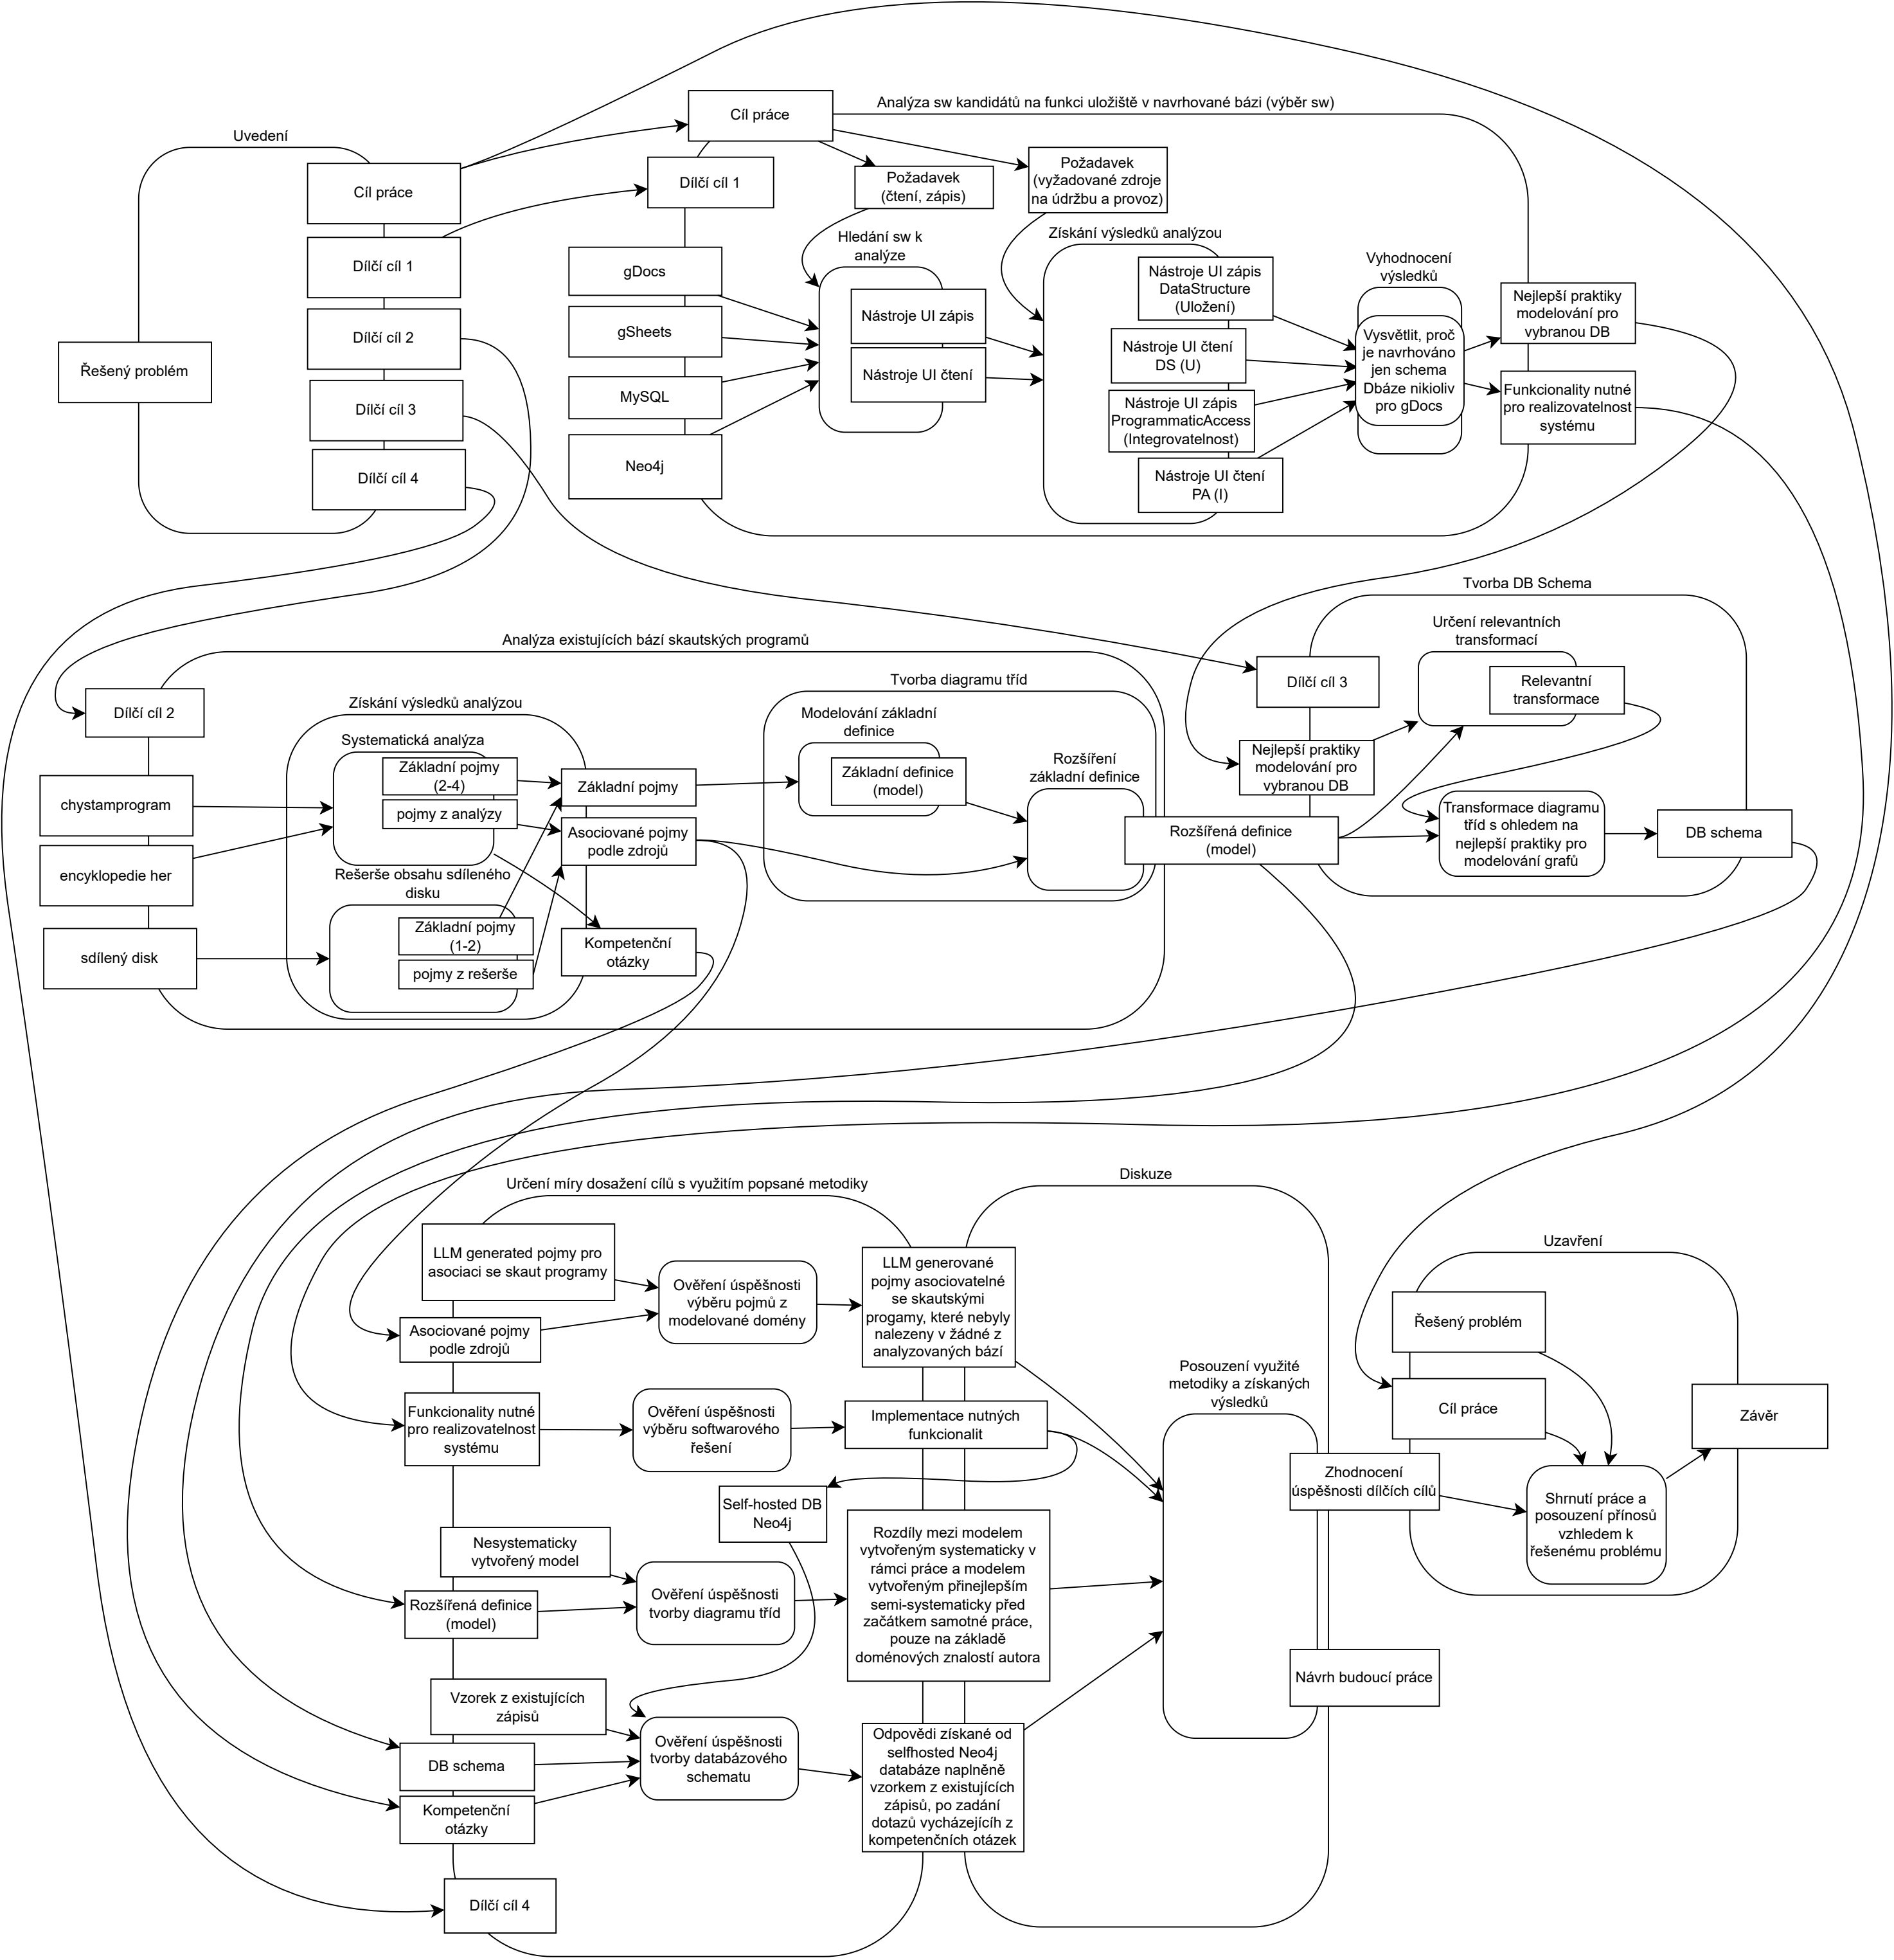 Uvedení
Cíl práce
Dílčí cíl 1
Dílčí cíl 2
Dílčí cíl 3
Dílčí cíl 4
Řešený problém
Analýza sw kandidátů na funkci uložiště v navrhované bázi (výběr sw)
Cíl práce
Dílčí cíl 1
Požadavek
(čtení, zápis)
Požadavek
(vyžadované zdroje
na údržbu a provoz)
gDocs
gSheets
MySQL
Neo4j
Hledání sw k
analýze
Nástroje UI zápis
Nástroje UI čtení
Získání výsledků analýzou
Nástroje UI zápis
DataStructure
(Uložení)
Nástroje UI čtení
DS (U)
Nástroje UI zápis
ProgrammaticAccess
(Integrovatelnost)
Nástroje UI čtení
PA (I)
Vyhodnocení
výsledků
Vysvětlit, proč
je navrhováno
jen schema
Dbáze nikioliv
pro gDocs
Nejlepší praktiky
modelování pro
vybranou DB
Funkcionality nutné
pro realizovatelnost
systému
Analýza existujících bází skautských programů
Dílčí cíl 2
chystamprogram
encyklopedie her
sdílený disk
Získání výsledků analýzou
Systematická analýza
Základní pojmy
(2-4)
pojmy z analýzy
Rešerše obsahu sdíleného
disku
Základní pojmy
(1-2)
pojmy z rešerše
Základní pojmy
Asociované pojmy
podle zdrojů
Kompetenční
otázky
Tvorba diagramu tříd
Modelování základní
definice
Základní definice
(model)
Rozšíření
základní definice
Rozšířená definice
(model)
Tvorba DB Schema
Dílčí cíl 3
Nejlepší praktiky
modelování pro
vybranou DB
Určení relevantních
transformací
Relevantní
transformace
Transformace diagramu
tříd s ohledem na
nejlepší praktiky pro
modelování grafů
DB schema
Určení míry dosažení cílů s využitím popsané metodiky
LLM generated pojmy pro
asociaci se skaut programy
Asociované pojmy
podle zdrojů
Ověření úspěšnosti
výběru pojmů z
modelované domény
LLM generované
pojmy asociovatelné
se skautskými
progamy, které nebyly
nalezeny v žádné z
analyzovaných bází
Funkcionality nutné
pro realizovatelnost
systému
Ověření úspěšnosti
výběru softwarového
řešení
Implementace nutných
funkcionalit
Self-hosted DB
Neo4j
Nesystematicky
vytvořený model
Rozšířená definice
(model)
Ověření úspěšnosti
tvorby diagramu tříd
Rozdíly mezi modelem
vytvořeným systematicky v
rámci práce a modelem
vytvořeným přinejlepším
semi-systematicky před
začátkem samotné práce,
pouze na základě
doménových znalostí autora
Vzorek z existujících
zápisů
DB schema
Kompetenční
otázky
Ověření úspěšnosti
tvorby databázového
schematu
Odpovědi získané od
selfhosted Neo4j
databáze naplněně
vzorkem z existujících
zápisů, po zadání
dotazů vycházejícíh z
kompetenčních otázek
Dílčí cíl 4
Diskuze
Posouzení využité
metodiky a získaných
výsledků
Zhodnocení
úspěšnosti dílčích cílů
Návrh budoucí práce
Uzavření
Řešený problém
Cíl práce
Shrnutí práce a
posouzení přínosů
vzhledem k
řešenému problému
Závěr